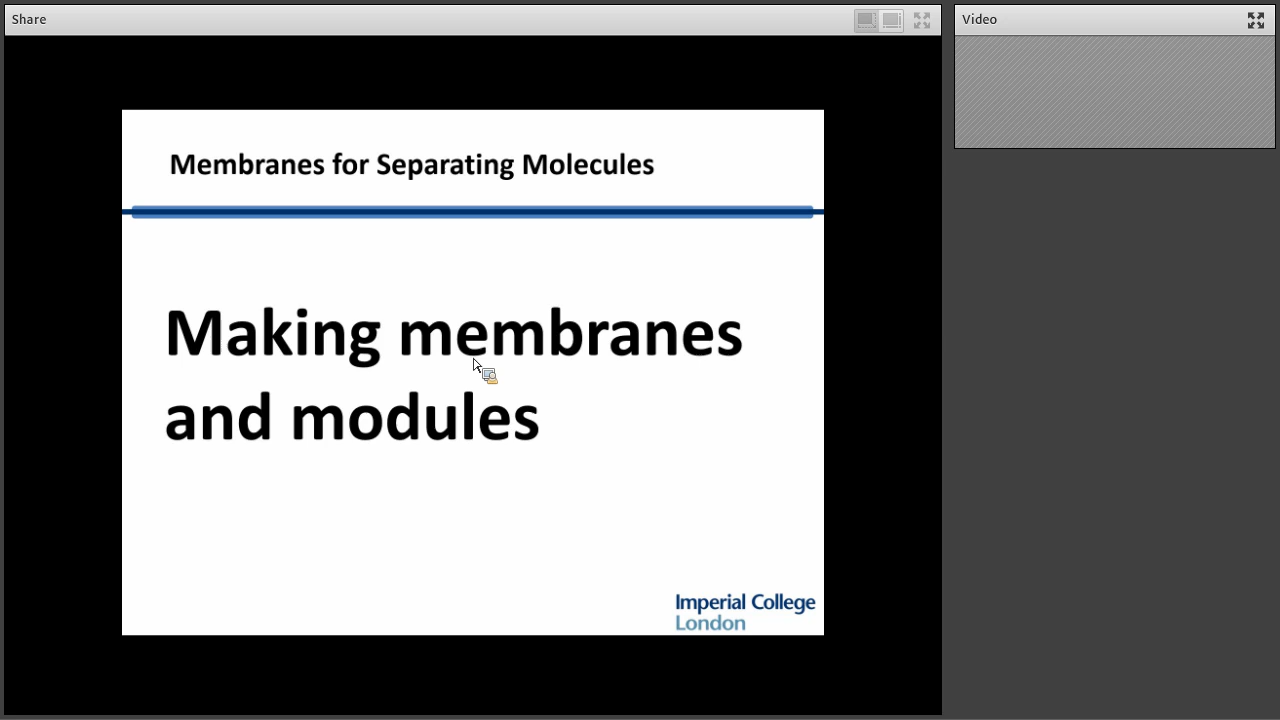 Share
Video
Membranes for Separating Molecules
Making membranes
and modules
Imperial College
London